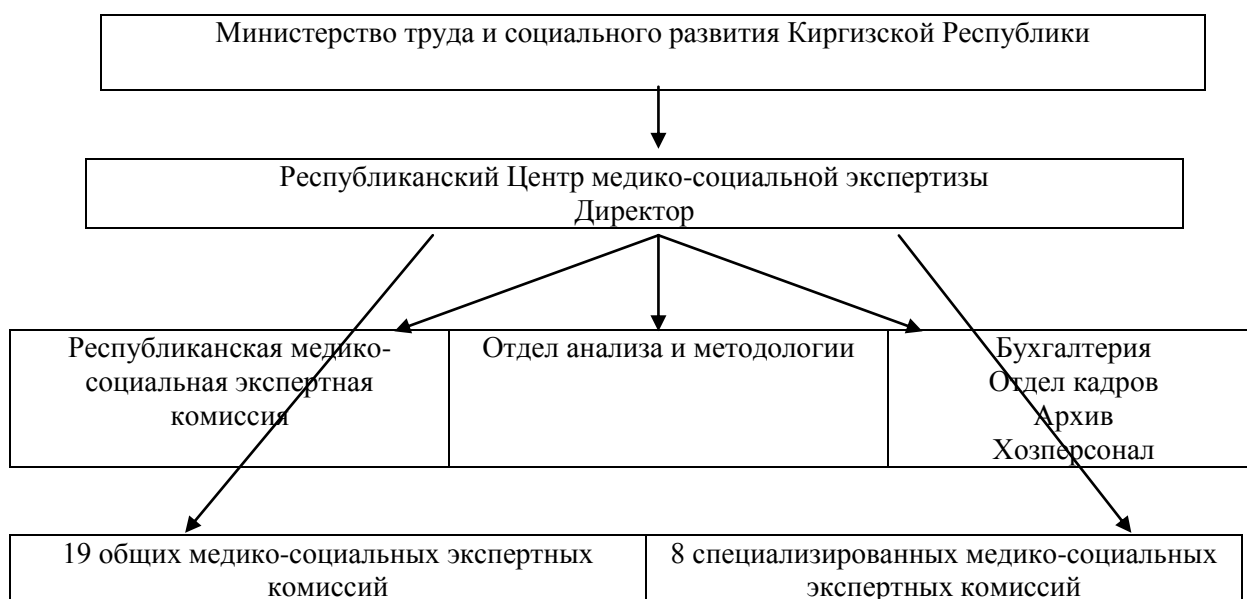 Министерство труда и социального развития Киргизской Республики
Республиканский Центр медико-социальной экспертизы
Директор
Республиканская медико-
социальная экспертная
комиссия
Отдел анализа и методологии
Бухгалтерия
Отдел кадров
Архив
Хозперсонал
19 общих медико-социальных экспертных
комиссий
8 специализированных медико-социальных
экспертных комиссий